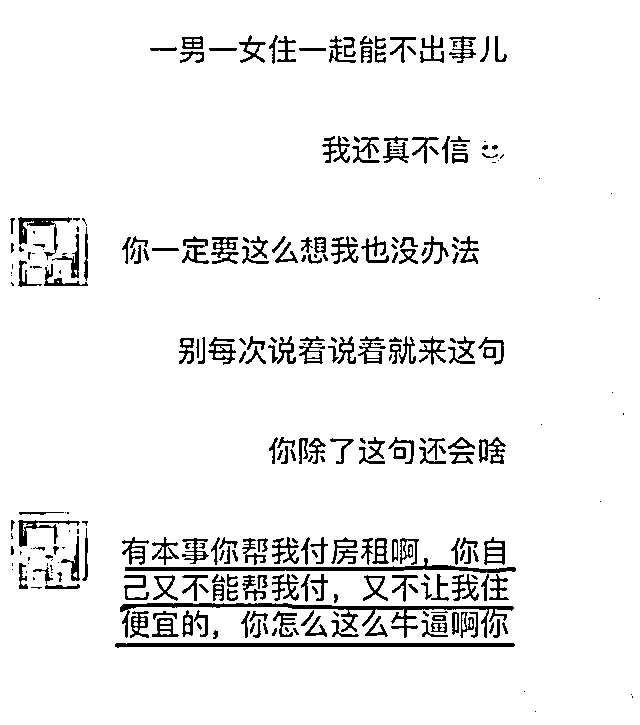 一男一女住一起能不出事儿
我还真不信
你一定要这么想我也没办法
别每次说着说着就来这句
你除了这句还会啥
有本事你帮我付房租啊，你自
己又不能帮我付，又不让我住
便宜的，你怎么这么牛逼啊你